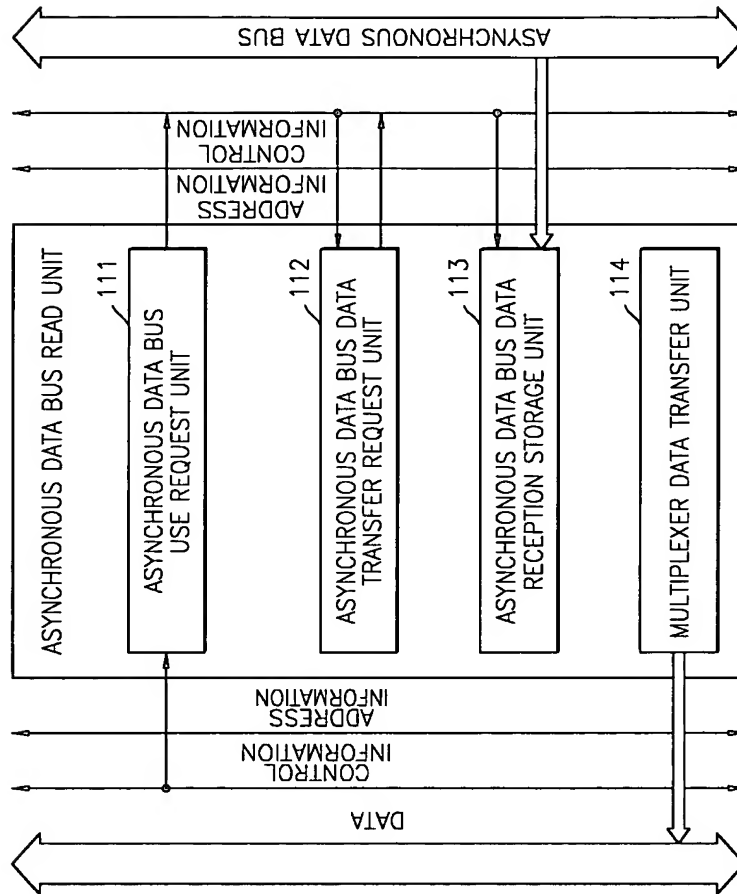 ASYNCHRONOUS DATA BUS READ UNIT
111
ASYNCHRONOUS DATA BUS
USE REQUEST UNIT
112
ASYNCHRONOUS DATA BUS DATA
TRANSFER REQUEST UNIT
113
ASYNCHRONOUS DATA BUS DATA
RECEPTION STORAGE UNIT
114
MULTIPLEXER DATA TRANSFER UNIT
DATA
CONTROL
INFORMATION
ADDRESS
INFORMATION
ADDRESS
INFORMATION
CONTROL
INFORMATION
ASYNCHRONOUS DATA BUS